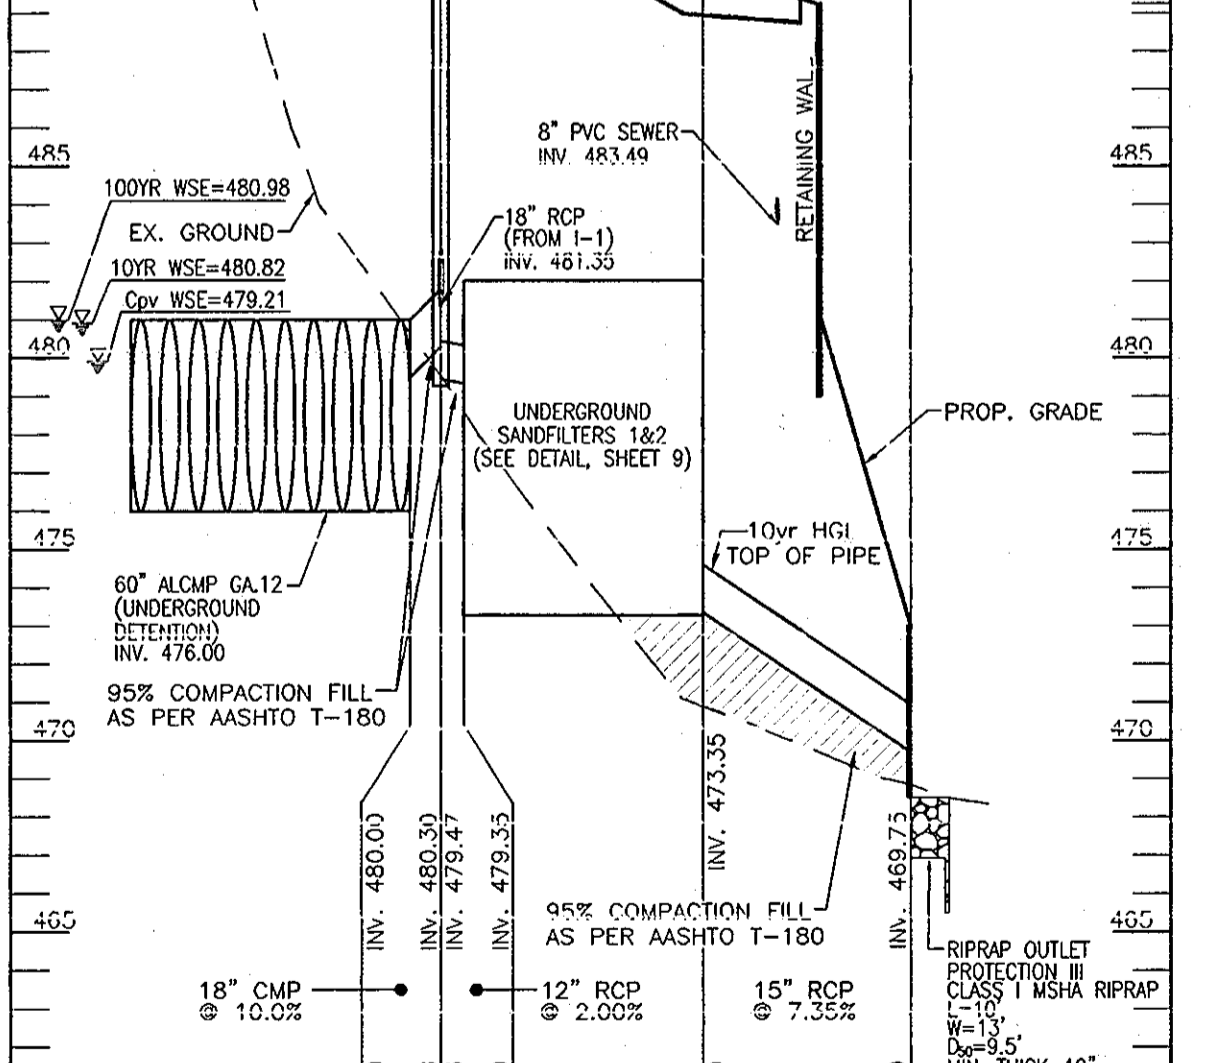 485
485
8" PVC SEWER
INV. 483.49
RETAINING WAL
100YR WSE=480.98
EX. GROUND
18" RCP
(FROM I-1)
INV. 481.35
10YR WSE=480.82
Cpv WSE=479.21
480
480
UNDERGROUND
SANDFILTERS 1&2
(SEE DETAIL, SHEET 9)
PROP. GRADE
475
475
10yr HGL
TOP OF PIPE
60" ALCMP GA.12
(UNDERGROUND
DETENTION)
INV. 476.00
95% COMPACTION FILL
AS PER AASHTO T-180
470
470
INV. 480.00
INV. 480.30
INV. 479.47
INV. 479.35
INV. 473.35
INV. 469.75
465
465
95% COMPACTION FILL
AS PER AASHTO T-180
18" CMP
@ 10.0%
12" RCP
@ 2.00%
15" RCP
@ 7.35%
RIPRAP OUTLET
PROTECTION III
CLASS I MSHA RIPRAP
L=10'
W=13'
D50=9.5'
MIN. THICK